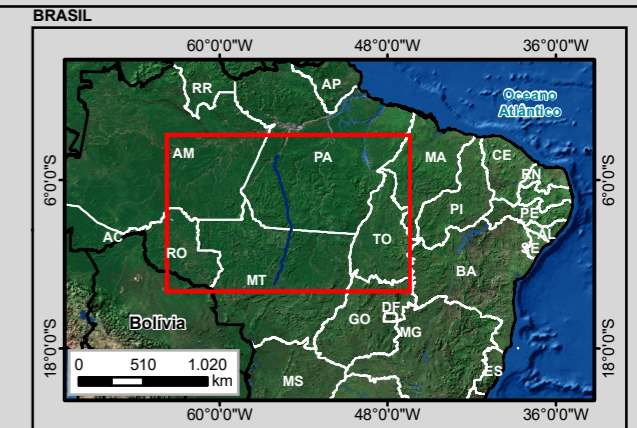 BRASIL
60°0'0"W 48°0'0"W 36°0'0"W
RR AP
Oceano
Atlântico
AM PA MA CE
RN
6°0'0"S 6°0'0"S
PI PE
AC RO TO AL
SE
MT BA
Bolívia GO DF
MG
18°0'0"S 18°0'0"S
0 510 1.020
km
MS ES
60°0'0"W 48°0'0"W 36°0'0"W